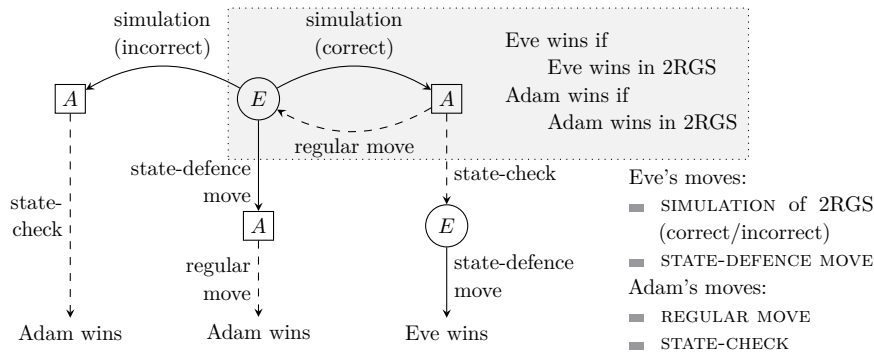 simulation
(incorrect)
simulation
(correct)
Eve wins if
Eve wins in 2RGS
Adam wins if
Adam wins in 2RGS
A
E
A
regular move
state-defence
move
state-check
state-
check
A
E
regular
move
state-defence
move
Adam wins
Adam wins
Eve wins
Eve's moves:
SIMULATION of 2RGS
(correct/incorrect)
STATE-DEFENCE MOVE
Adam's moves:
REGULAR MOVE
STATE-CHECK